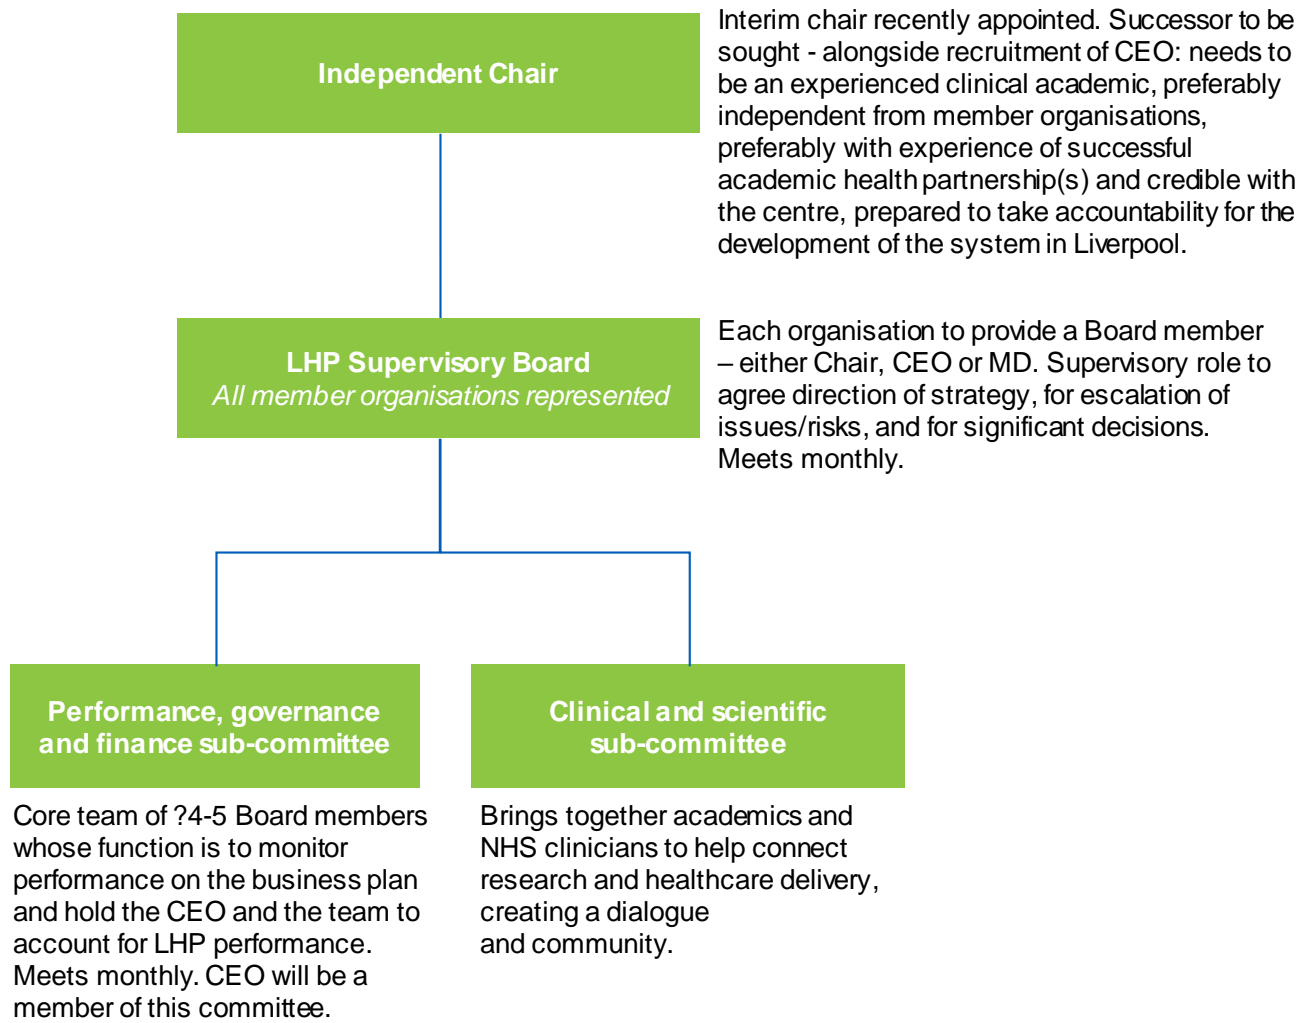 Independent Chair
Interim chair recently appointed. Successor to be
sought - alongside recruitment of CEO: needs to
be an experienced clinical academic, preferably
independent from member organisations,
preferably with experience of successful
academic health partnership(s) and credible with
the centre, prepared to take accountability for the
development of the system in Liverpool.
LHP Supervisory Board
All member organisations represented
Each organisation to provide a Board member
– either Chair, CEO or MD. Supervisory role to
agree direction of strategy, for escalation of
issues/risks, and for significant decisions.
Meets monthly.
Performance, governance
and finance sub-committee
Core team of ?4-5 Board members
whose function is to monitor
performance on the business plan
and hold the CEO and the team to
account for LHP performance.
Meets monthly. CEO will be a
member of this committee.
Clinical and scientific
sub-committee
Brings together academics and
NHS clinicians to help connect
research and healthcare delivery,
creating a dialogue
and community.